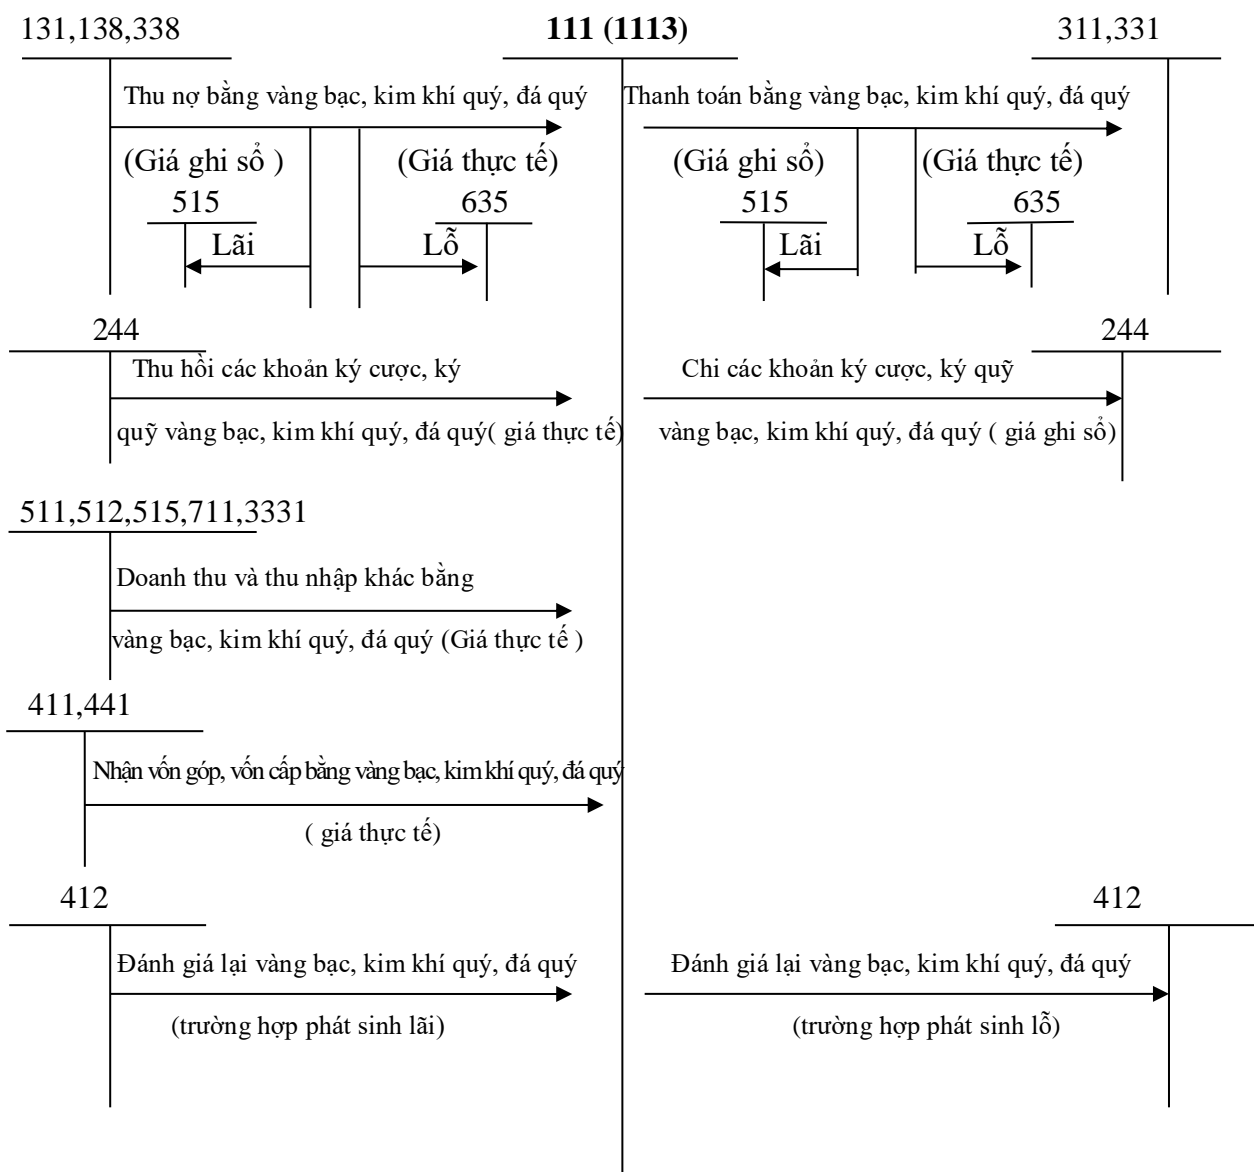 131,138,338
111 (1113)
311,331
Thu nợ bằng vàng bạc, kim khí quý, đá quý
Thanh toán bằng vàng bạc, kim khí quý, đá quý
(Giá ghi sổ )
(Giá thực tế)
(Giá ghi sổ)
(Giá thực tế)
515
635
515
635
Lãi
Lỗ
Lãi
Lỗ
244
244
Thu hồi các khoản ký cược, ký
Chi các khoản ký cược, ký quỹ
quỹ vàng bạc, kim khí quý, đá quý( giá thực tế)
vàng bạc, kim khí quý, đá quý ( giá ghi sổ)
511,512,515,711,3331
Doanh thu và thu nhập khác bằng
vàng bạc, kim khí quý, đá quý (Giá thực tế )
411,441
Nhận vốn góp, vốn cấp bằng vàng bạc, kim khí quý, đá quý
( giá thực tế)
412
412
Đánh giá lại vàng bạc, kim khí quý, đá quý
Đánh giá lại vàng bạc, kim khí quý, đá quý
(trường hợp phát sinh lãi)
(trường hợp phát sinh lỗ)